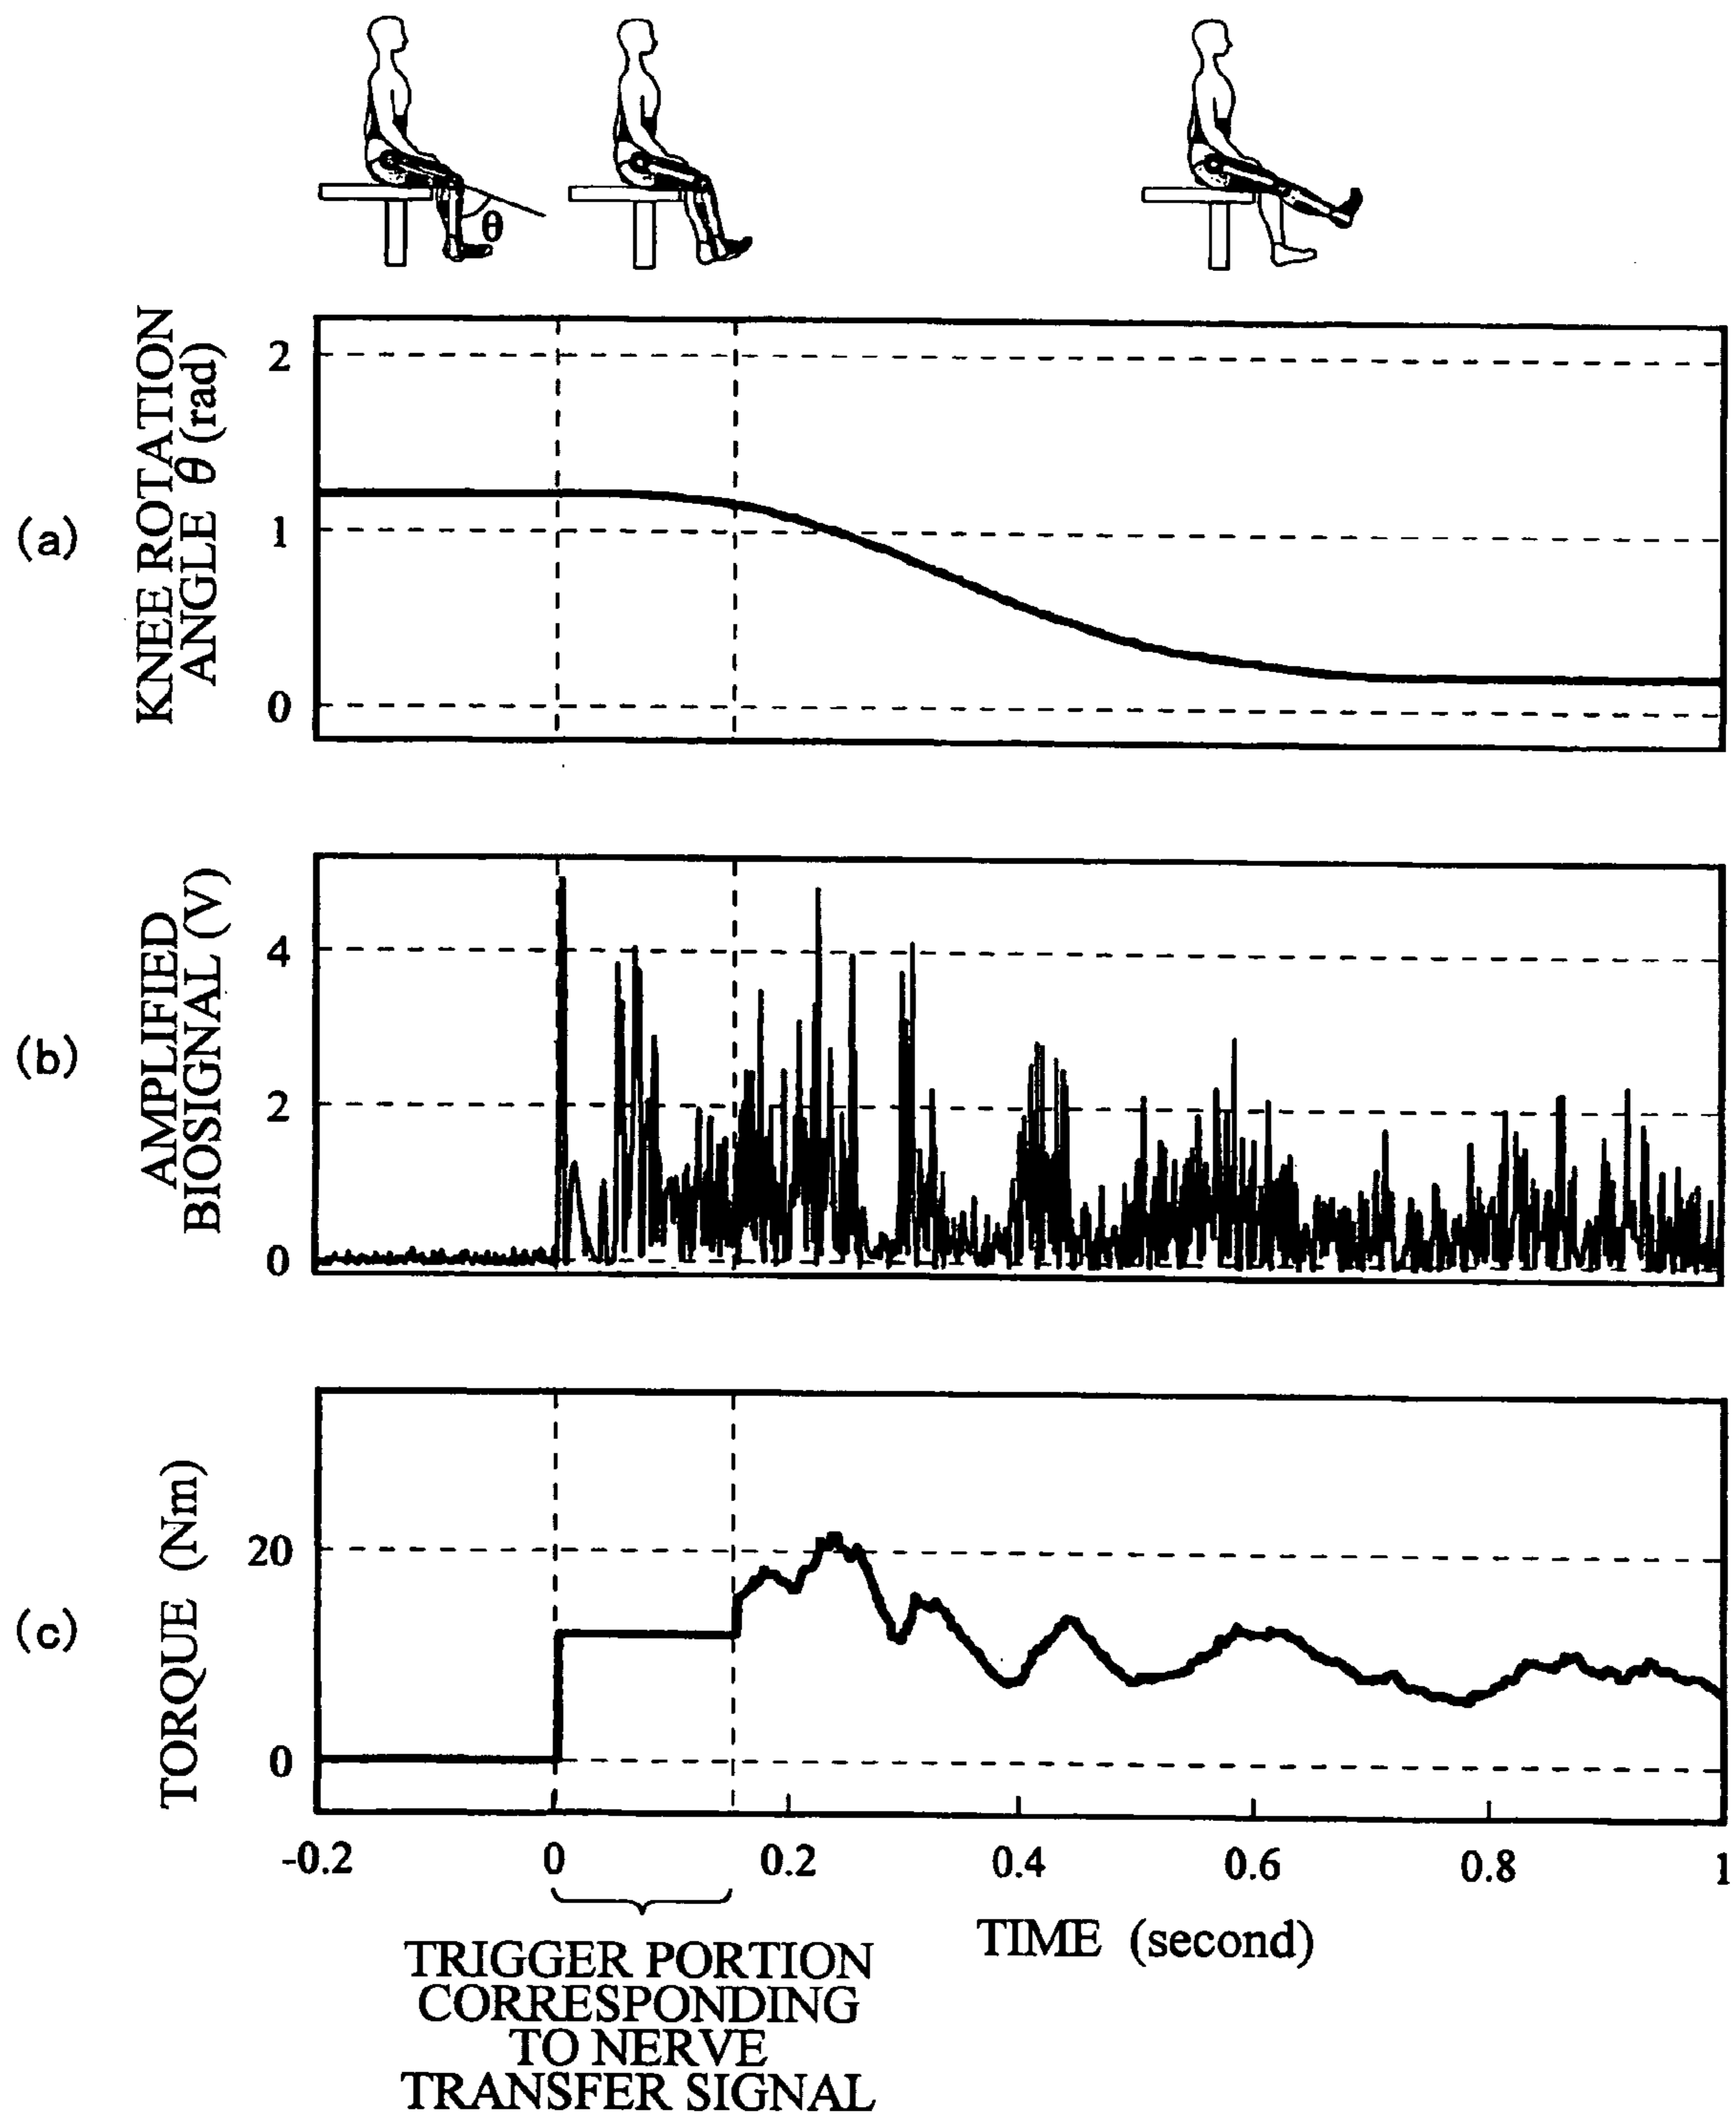 θ
(a)
KNEE ROTATION
ANGLE θ (rad)
2
1
0
(b)
AMPLIFIED
BIOSIGNAL (V)
4
2
0
(c)
TORQUE (Nm)
20
0
-0.2 0 0.2 0.4 0.6 0.8 1
TIME (second)
TRIGGER PORTION
CORRESPONDING
TO NERVE
TRANSFER SIGNAL